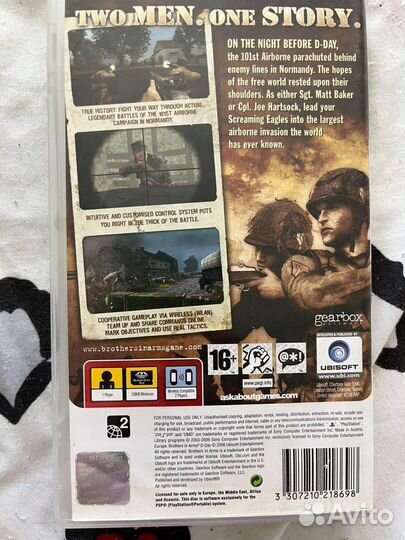 TWO MEN. ONE STORY.
ON THE NIGHT BEFORE D-DAY,
the 101st Airborne parachuted behind
enemy lines in Normandy. The hopes
of the free world rested upon their
shoulders. As either Sgt. Matt Baker
or Cpl. Joe Hartsock, lead your
Screaming Eagles into the largest
airborne invasion the world
has ever known.
TRUE HISTORY: FIGHT YOUR WAY THROUGH ACTUAL
LEGENDARY BATTLES OF THE 101ST AIRBORNE
CAMPAIGN IN NORMANDY.
INTUITIVE AND CUSTOMISED CONTROL SYSTEM PUTS
YOU RIGHT IN THE THICK OF THE BATTLE.
COOPERATIVE GAMEPLAY VIA WIRELESS (WLAN).
TEAM UP AND SHARE COMMANDS ONLINE.
MARK OBJECTIVES AND USE REAL TACTICS.
gearbox
SOFTWARE
DEVELOPED & PUBLISHED BY
UBISOFT
www.ubi.com
www.brothersinarmsgame.com
1 Player
Wireless Compatible
2 Players
16+
www.pegi.info
@*!
askaboutgames.com
2
FOR PERSONAL USE ONLY. Unauthorised copying, adaptation, rental, lending, distribution, extraction, re-sale, arcade use,
Licensed for sale only in Europe, the Middle East, Africa
and Oceania. This disc is software exclusively for the
PSP® (PlayStation®Portable) system.
3 307210 218698
Avito